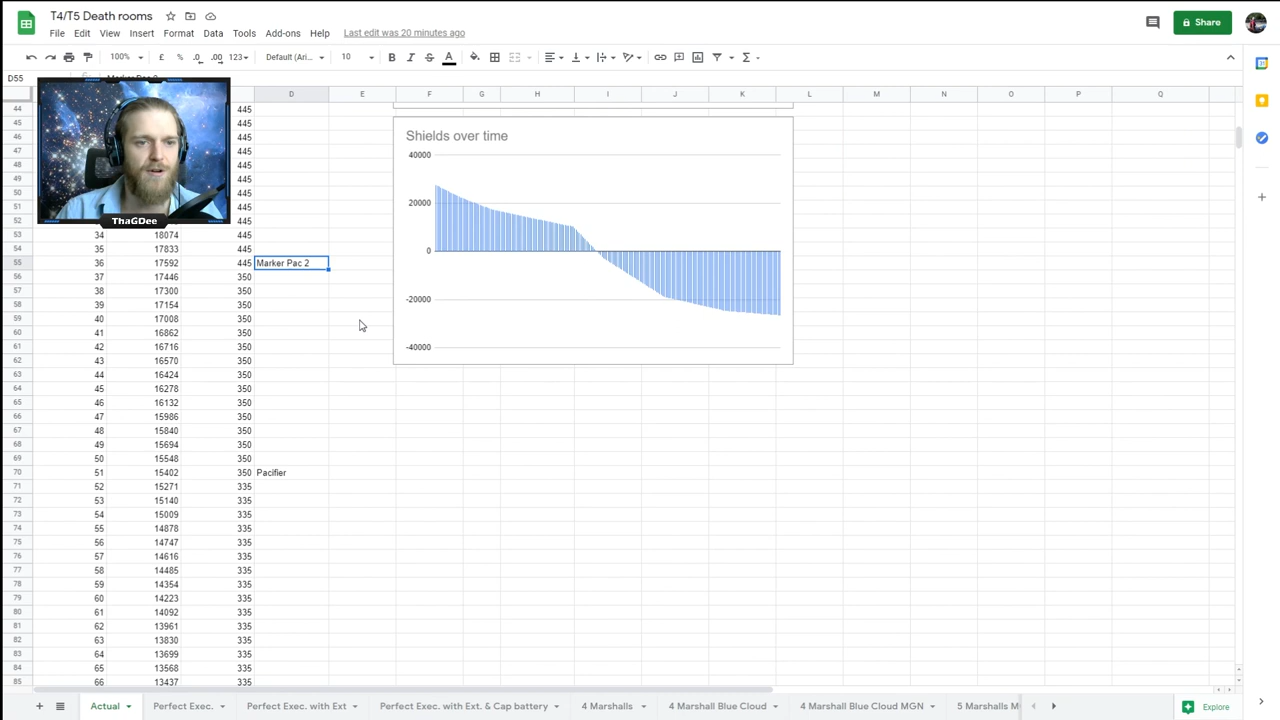 T4/T5 Death rooms
File Edit View Insert Format Data Tools Add-ons Help Last edit was 20 minutes ago
Share
100% £ % .0 .00 123 Default (Ari... 10 B I S A
D55
D E F G H I J K L M N O P Q
44 445
45 445
46 445
47 445
48 445
49 445
50 445
51 445
52 445
53 34 18074 445
54 35 17833 445
55 36 17592 445 Marker Pac 2
56 37 17446 350
57 38 17300 350
58 39 17154 350
59 40 17008 350
60 41 16862 350
61 42 16716 350
62 43 16570 350
63 44 16424 350
64 45 16278 350
65 46 16132 350
66 47 15986 350
67 48 15840 350
68 49 15694 350
69 50 15548 350
70 51 15402 350 Pacifier
71 52 15271 335
72 53 15140 335
73 54 15009 335
74 55 14878 335
75 56 14747 335
76 57 14616 335
77 58 14485 335
78 59 14354 335
79 60 14223 335
80 61 14092 335
81 62 13961 335
82 63 13830 335
83 64 13699 335
84 65 13568 335
85 66 13437 335
ThaGDee
Shields over time
40000
20000
0
-20000
-40000
Actual Perfect Exec. Perfect Exec. with Ext Perfect Exec. with Ext. & Cap battery 4 Marshalls 4 Marshall Blue Cloud 4 Marshall Blue Cloud MGN 5 Marshalls M
Explore